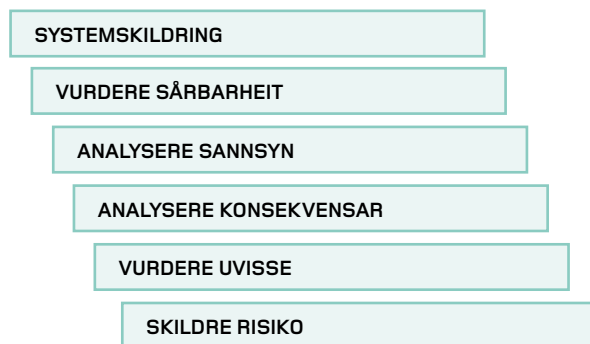 SYSTEMSKILDRING
VURDERE SÅRBARHEIT
ANALYSERE SANNSYN
ANALYSERE KONSEKVENSAR
VURDERE UVISSE
SKILDRE RISIKO